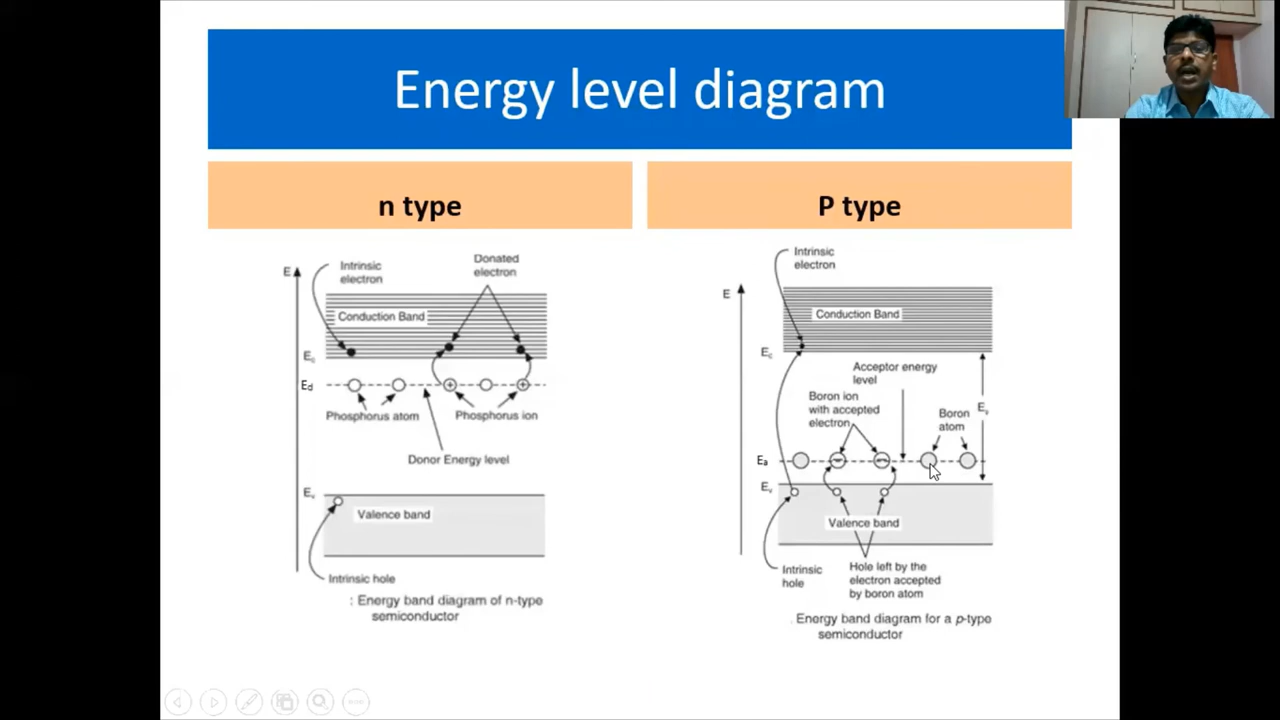 Energy level diagram
n type
P type
E
Intrinsic
electron
Donated
electron
Conduction Band
Ec
Ed
Phosphorus atom
Phosphorus ion
Donor Energy level
Ev
Valence band
Intrinsic hole
: Energy band diagram of n-type
semiconductor
Intrinsic
electron
E
Conduction Band
Ec
Acceptor energy
level
Boron ion
with accepted
electron
Boron
atom
Ea
Ev
Valence band
Intrinsic
hole
Hole left by the
electron accepted
by boron atom
. Energy band diagram for a p-type
semiconductor